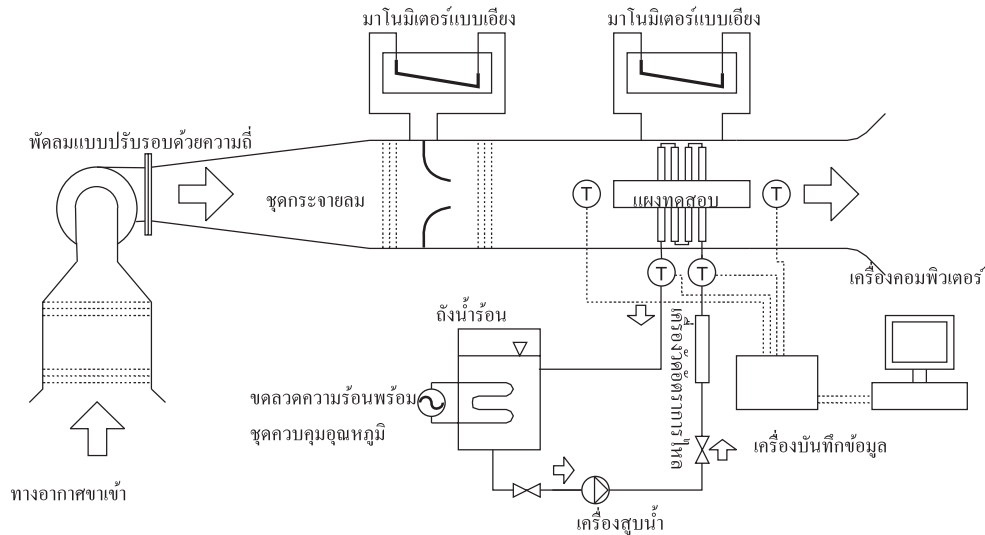 มาโนมิเตอร์แบบเอียง
มาโนมิเตอร์แบบเอียง
พัดลมแบบปรับรอบด้วยความถี่
ชุดกระจายลม
T
แผงทดสอบ
T
T
T
เครื่องคอมพิวเตอร์
ถังน้ำร้อน
เครื่องวัดอัตราการไหล
ขดลวดความร้อนพร้อม
ชุดควบคุมอุณหภูมิ
เครื่องบันทึกข้อมูล
ทางอากาศขาเข้า
เครื่องสูบน้ำ